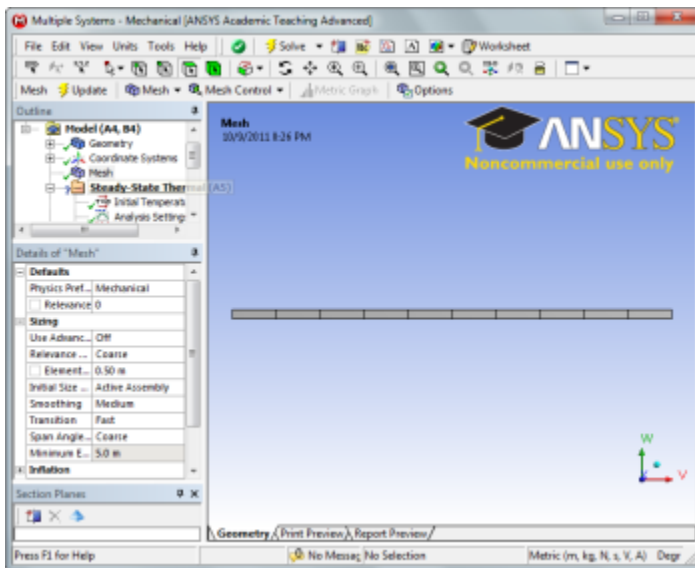 Multiple Systems - Mechanical [ANSYS Academic Teaching Advanced]
File Edit View Units Tools Help Solve Worksheet
Mesh Update Mesh Mesh Control Metric Graph Options
Outline
Model (A4, B4)
Geometry
Coordinate Systems
Mesh
Steady-State Thermal (A5)
Initial Temperat
Analysis Setting
Mesh
10/9/2011 8:26 PM
ANSYS
Noncommercial use only
Details of "Mesh"
Defaults
Physics Pref... Mechanical
Relevance 0
Sizing
Use Advanc... Off
Relevance ... Coarse
Element... 0.50 m
Initial Size ... Active Assembly
Smoothing Medium
Transition Fast
Span Angle... Coarse
Minimum E... 5.0 m
Inflation
W
V
Section Planes
Geometry Print Preview Report Preview
Press F1 for Help No Messag No Selection Metric (m, kg, N, s, V, A) Degr